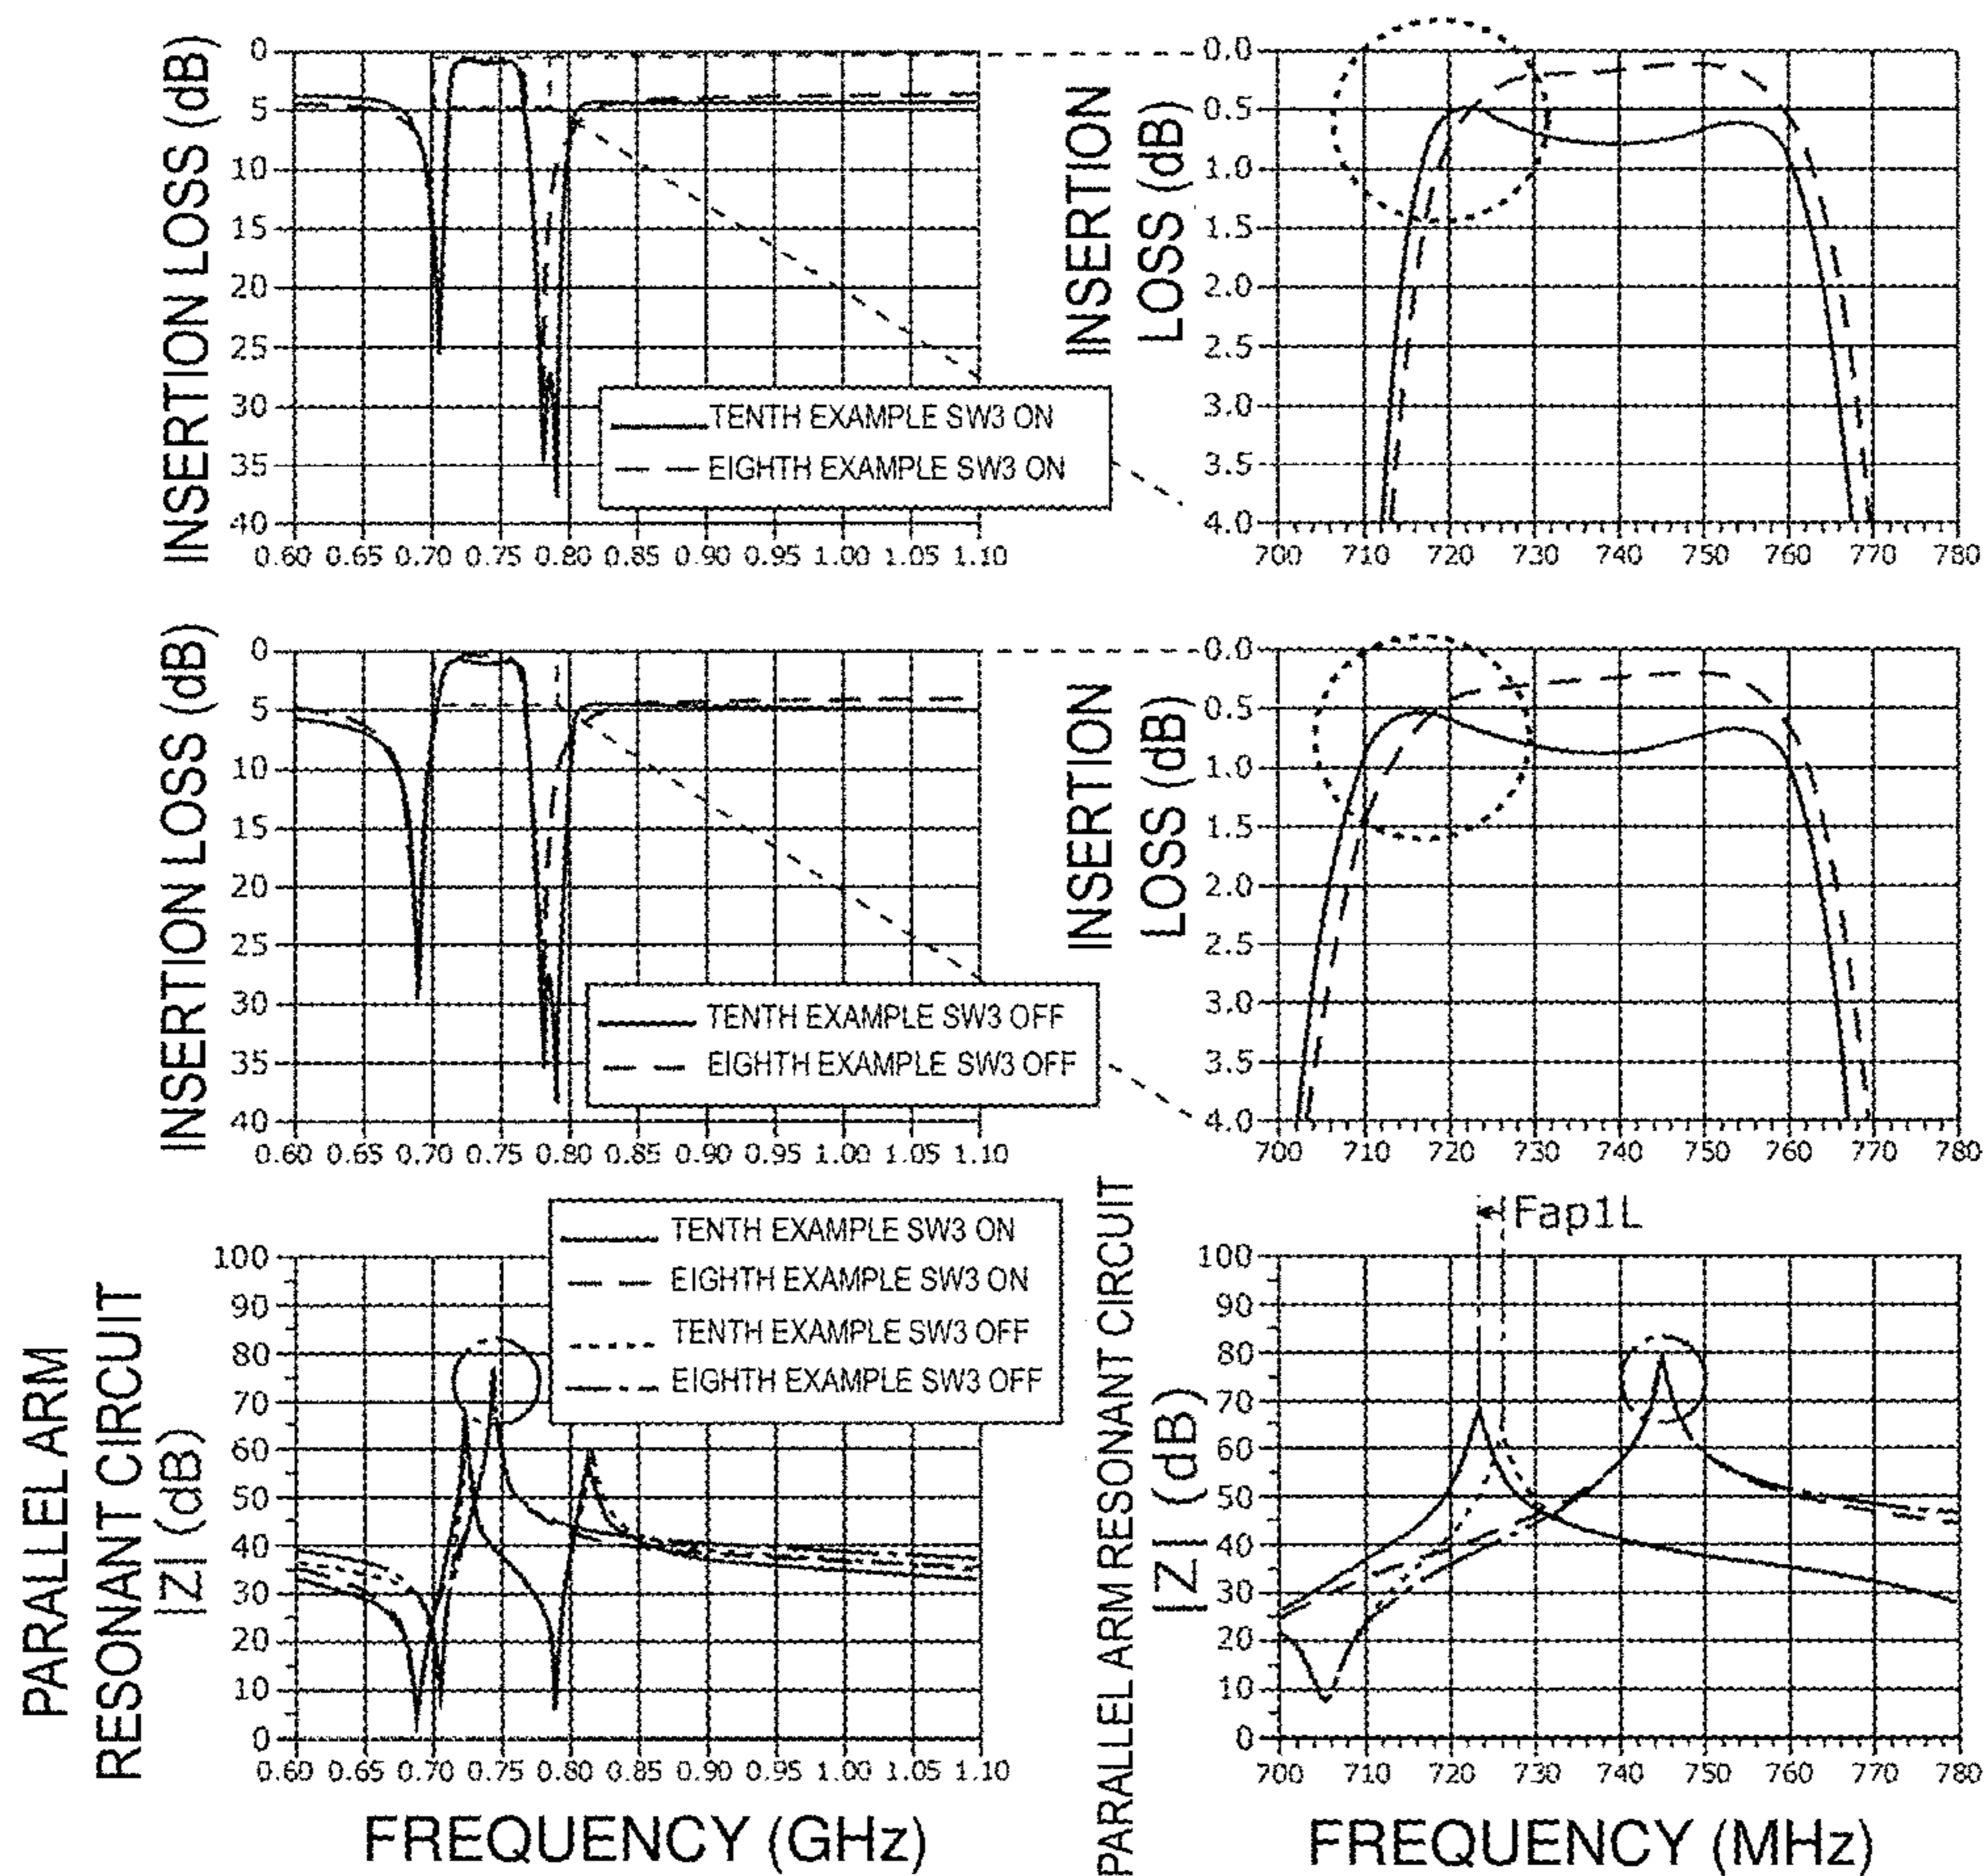 INSERTION LOSS (dB)
0
5
10
15
20
25
30
35
40
0.60 0.65 0.70 0.75 0.80 0.85 0.90 0.95 1.00 1.05 1.10
TENTH EXAMPLE SW3 ON
EIGHTH EXAMPLE SW3 ON
INSERTION
LOSS (dB)
0.0
0.5
1.0
1.5
2.0
2.5
3.0
3.5
4.0
700 710 720 730 740 750 760 770 780
INSERTION LOSS (dB)
0
5
10
15
20
25
30
35
40
0.60 0.65 0.70 0.75 0.80 0.85 0.90 0.95 1.00 1.05 1.10
TENTH EXAMPLE SW3 OFF
EIGHTH EXAMPLE SW3 OFF
INSERTION
LOSS (dB)
0.0
0.5
1.0
1.5
2.0
2.5
3.0
3.5
4.0
700 710 720 730 740 750 760 770 780
PARALLEL ARM
RESONANT CIRCUIT
|Z| (dB)
100
90
80
70
60
50
40
30
20
10
0
0.60 0.65 0.70 0.75 0.80 0.85 0.90 0.95 1.00 1.05 1.10
FREQUENCY (GHz)
TENTH EXAMPLE SW3 ON
EIGHTH EXAMPLE SW3 ON
TENTH EXAMPLE SW3 OFF
EIGHTH EXAMPLE SW3 OFF
PARALLEL ARM RESONANT CIRCUIT
|Z| (dB)
Fap1L
100
90
80
70
60
50
40
30
20
10
0
700 710 720 730 740 750 760 770 780
FREQUENCY (MHz)